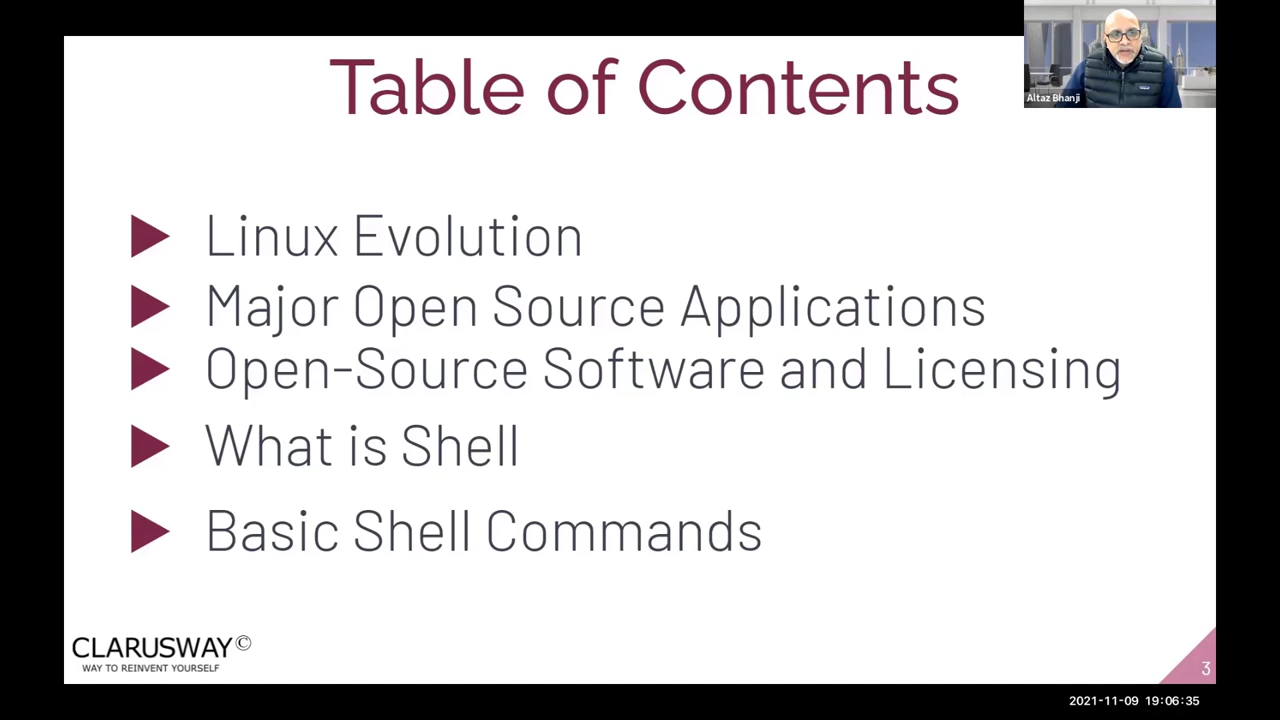 Table of Contents
Altaz Bhanji
Linux Evolution
Major Open Source Applications
Open-Source Software and Licensing
What is Shell
Basic Shell Commands
CLARUSWAY©
WAY TO REINVENT YOURSELF
3
2021-11-09 19:06:35